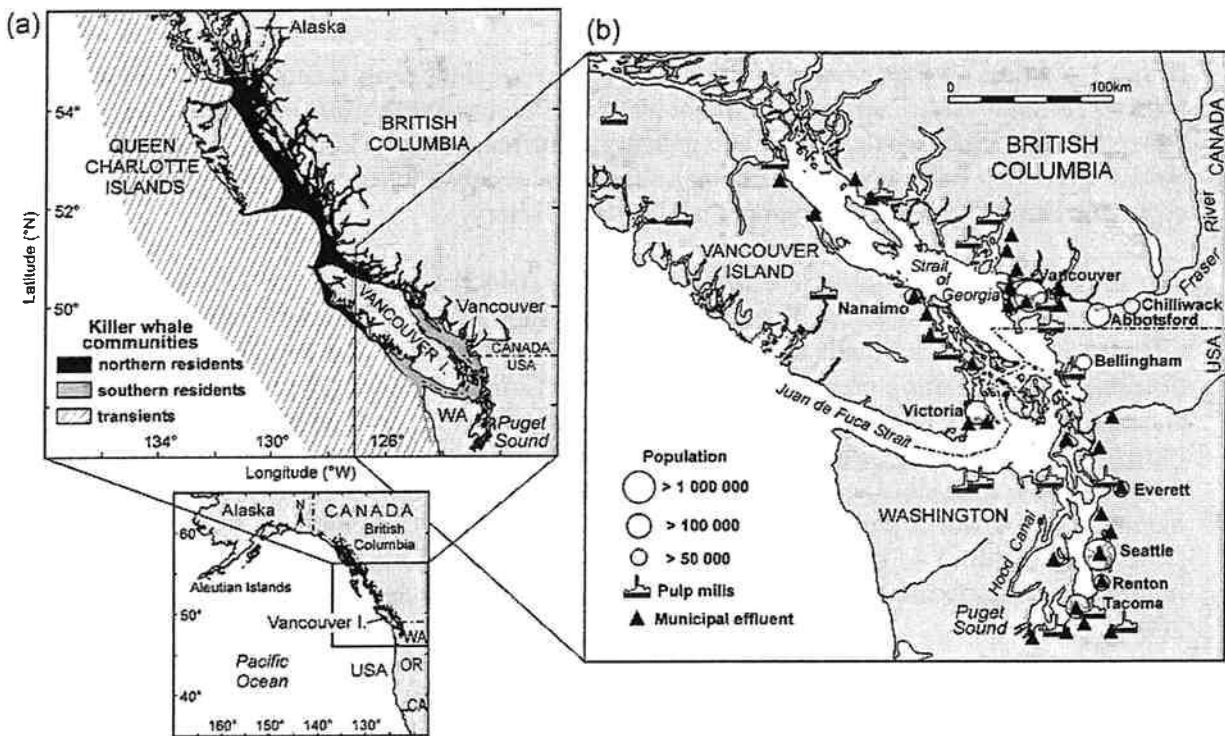 (a)
Alaska
54°
52°
50°
Latitude (°N)
QUEEN
CHARLOTTE
ISLANDS
BRITISH
COLUMBIA
VANCOUVER
I.
Vancouver
CANADA
USA
WA
Puget
Sound
Killer whale
communities
northern residents
southern residents
transients
134°
130°
126°
Longitude (°W)
Alaska
N
CANADA
British
Columbia
60°
50°
40°
Aleutian Islands
Vancouver I.
WA
Pacific
Ocean
USA
OR
CA
160°
150°
140°
130°
(b)
0
100km
BRITISH
COLUMBIA
CANADA
River
Fraser
USA
VANCOUVER
ISLAND
Strait
of
Georgia
Vancouver
Nanaimo
Chilliwack
Abbotsford
Bellingham
Victoria
Juan de Fuca Strait
Population
> 1 000 000
> 100 000
> 50 000
Pulp mills
Municipal effluent
WASHINGTON
Hood Canal
Everett
Seattle
Renton
Tacoma
Puget
Sound